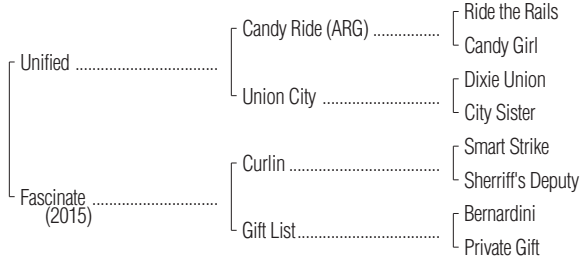 Ride the Rails
Candy Ride (ARG) ................
Candy Girl
Unified ..................................
Dixie Union
Union City ............................
City Sister
Smart Strike
Curlin ....................................
Sherriff's Deputy
Fascinate ..............................
(2015)
Bernardini
Gift List..................................
Private Gift